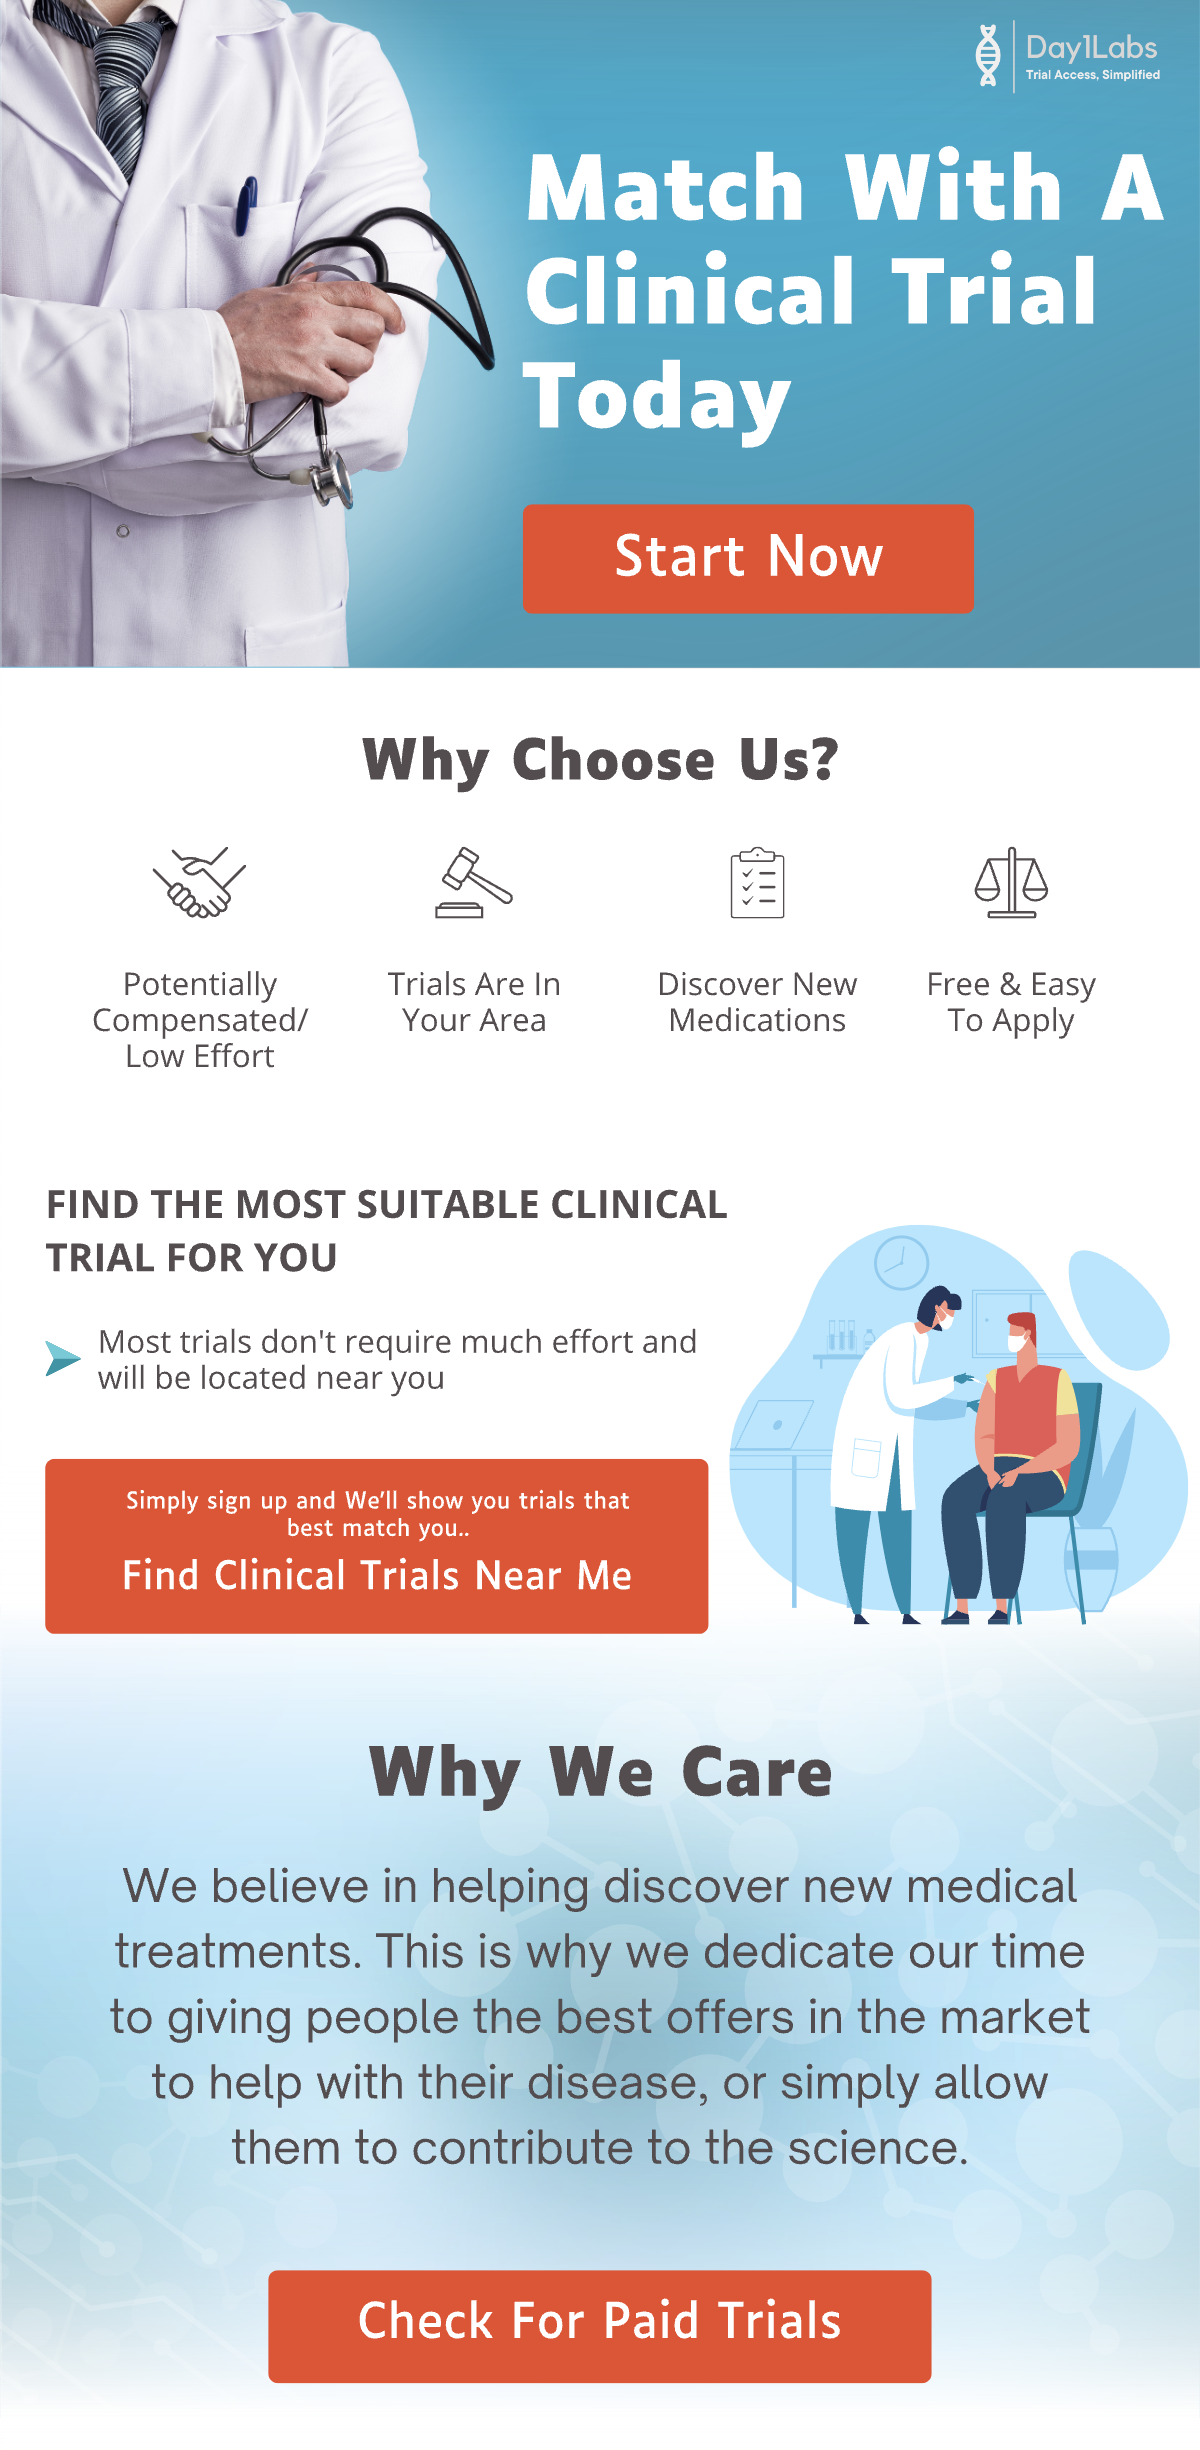 Day1Labs
Trial Access, Simplified
Match With A
Clinical Trial
Today
Start Now
Why Choose Us?
Potentially
Compensated/
Low Effort
Trials Are In
Your Area
Discover New
Medications
Free & Easy
To Apply
FIND THE MOST SUITABLE CLINICAL
TRIAL FOR YOU
Most trials don't require much effort and
will be located near you
Simply sign up and We’ll show you trials that
best match you..
Find Clinical Trials Near Me
Why We Care
We believe in helping discover new medical
treatments. This is why we dedicate our time
to giving people the best offers in the market
to help with their disease, or simply allow
them to contribute to the science.
Check For Paid Trials